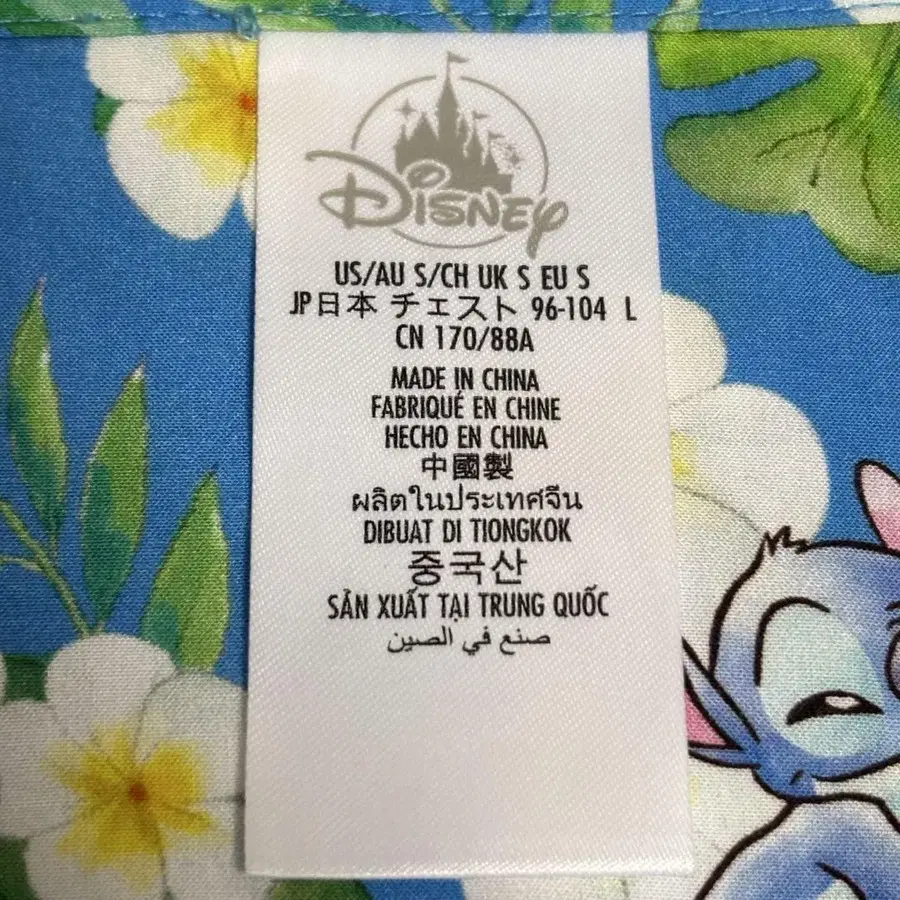 Disney
US/AU S/CH UK S EU S
JP日本 チェスト 96-104 L
CN 170/88A
MADE IN CHINA
FABRIQUÉ EN CHINE
HECHO EN CHINA
中國製
ผลิตในประเทศจีน
DIBUAT DI TIONGKOK
중국산
SẢN XUẤT TẠI TRUNG QUỐC
صنع في الصين